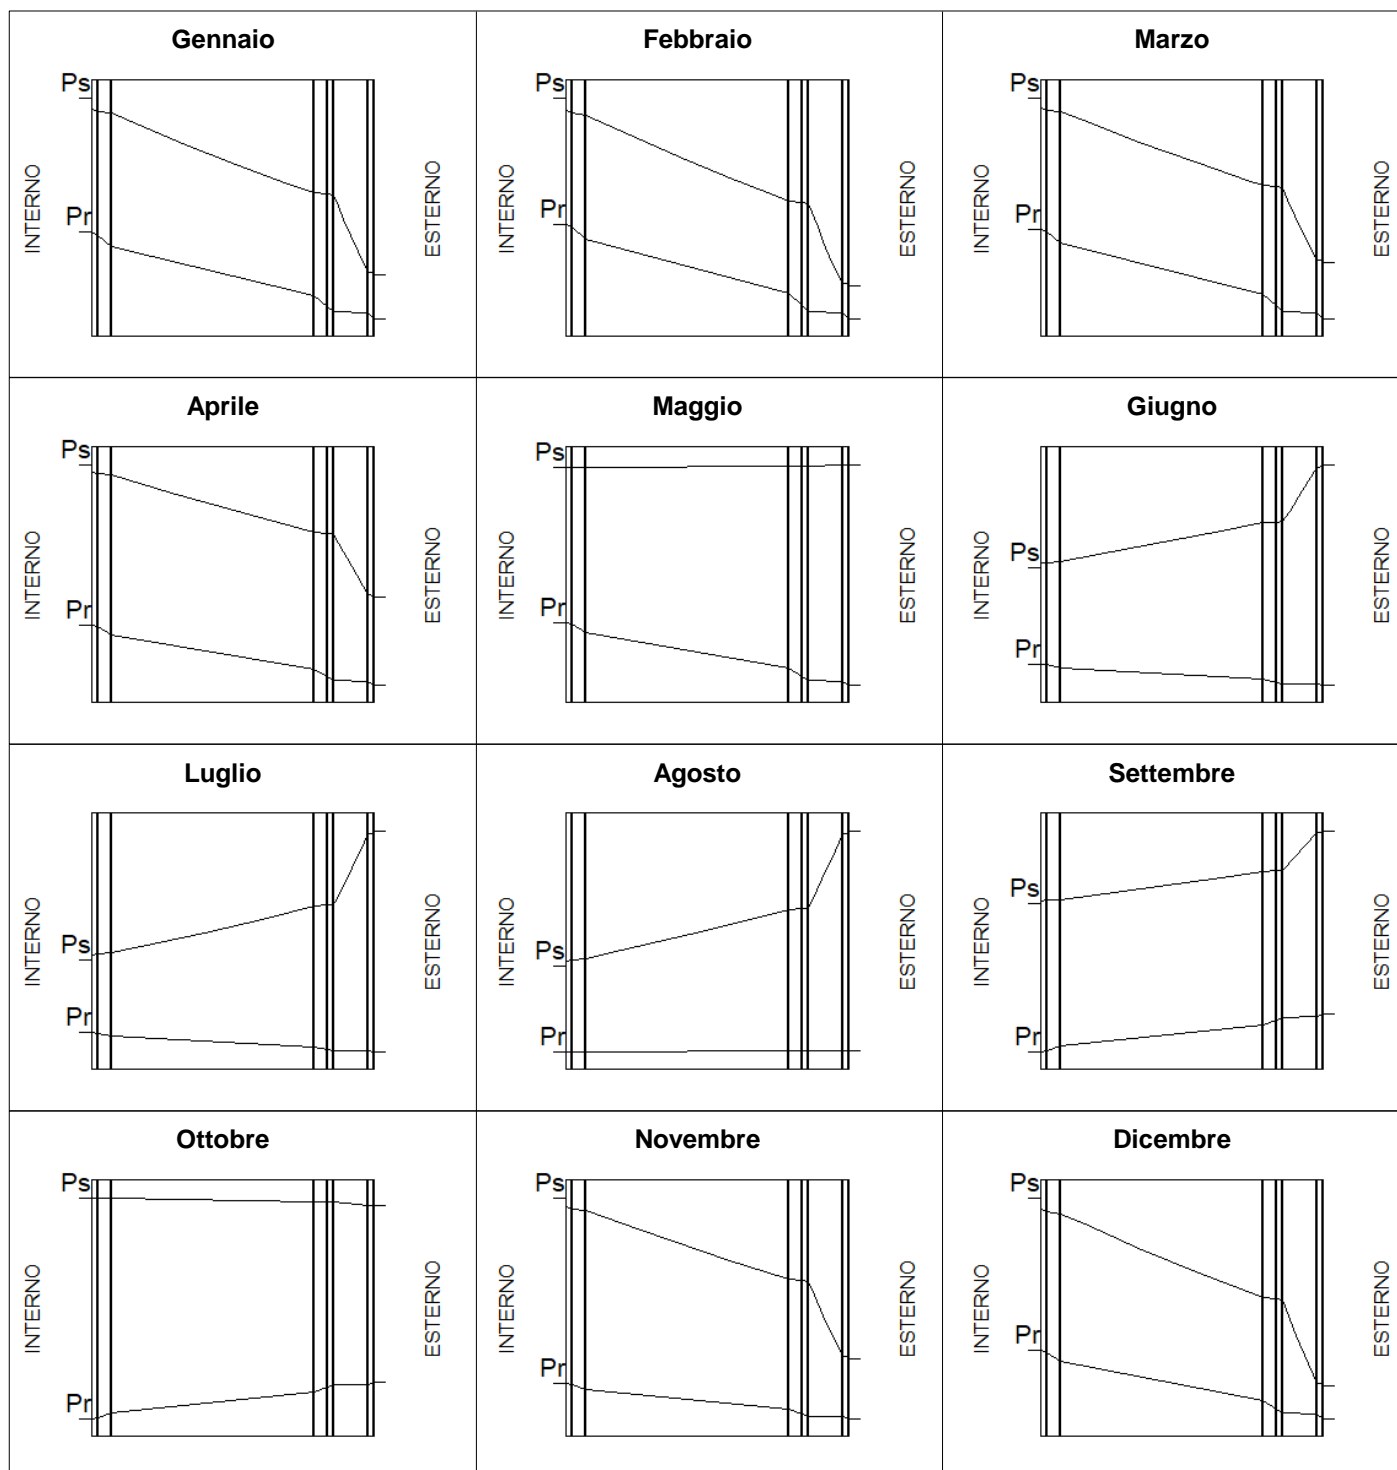 Gennaio
Ps
Pr
INTERNO
ESTERNO
Febbraio
Ps
Pr
INTERNO
ESTERNO
Marzo
Ps
Pr
INTERNO
ESTERNO
Aprile
Ps
Pr
INTERNO
ESTERNO
Maggio
Ps
Pr
INTERNO
ESTERNO
Giugno
Ps
Pr
INTERNO
ESTERNO
Luglio
Ps
Pr
INTERNO
ESTERNO
Agosto
Ps
Pr
INTERNO
ESTERNO
Settembre
Ps
Pr
INTERNO
ESTERNO
Ottobre
Ps
Pr
INTERNO
ESTERNO
Novembre
Ps
Pr
INTERNO
ESTERNO
Dicembre
Ps
Pr
INTERNO
ESTERNO